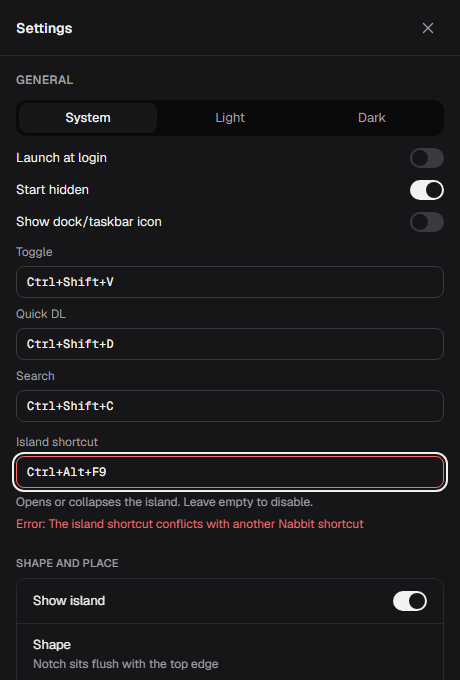 Settings
GENERAL
System Light Dark
Launch at login
Start hidden
Show dock/taskbar icon
Toggle
Ctrl+Shift+V
Quick DL
Ctrl+Shift+D
Search
Ctrl+Shift+C
Island shortcut
Ctrl+Alt+F9
Opens or collapses the island. Leave empty to disable.
Error: The island shortcut conflicts with another Nabbit shortcut
SHAPE AND PLACE
Show island
Shape
Notch sits flush with the top edge